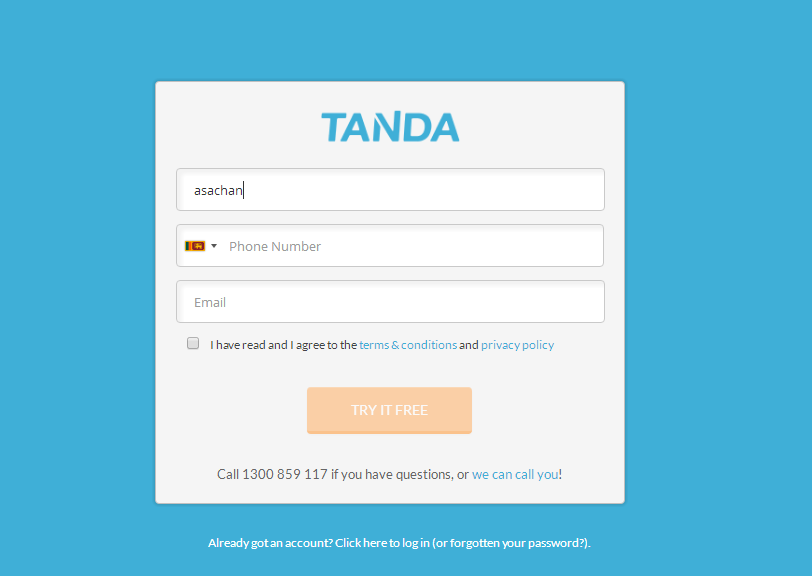 TANDA
asachan
Phone Number
Email
I have read and I agree to the terms & conditions and privacy policy
TRY IT FREE
Call 1300 859 117 if you have questions, or we can call you!
Already got an account? Click here to log in (or forgotten your password?).